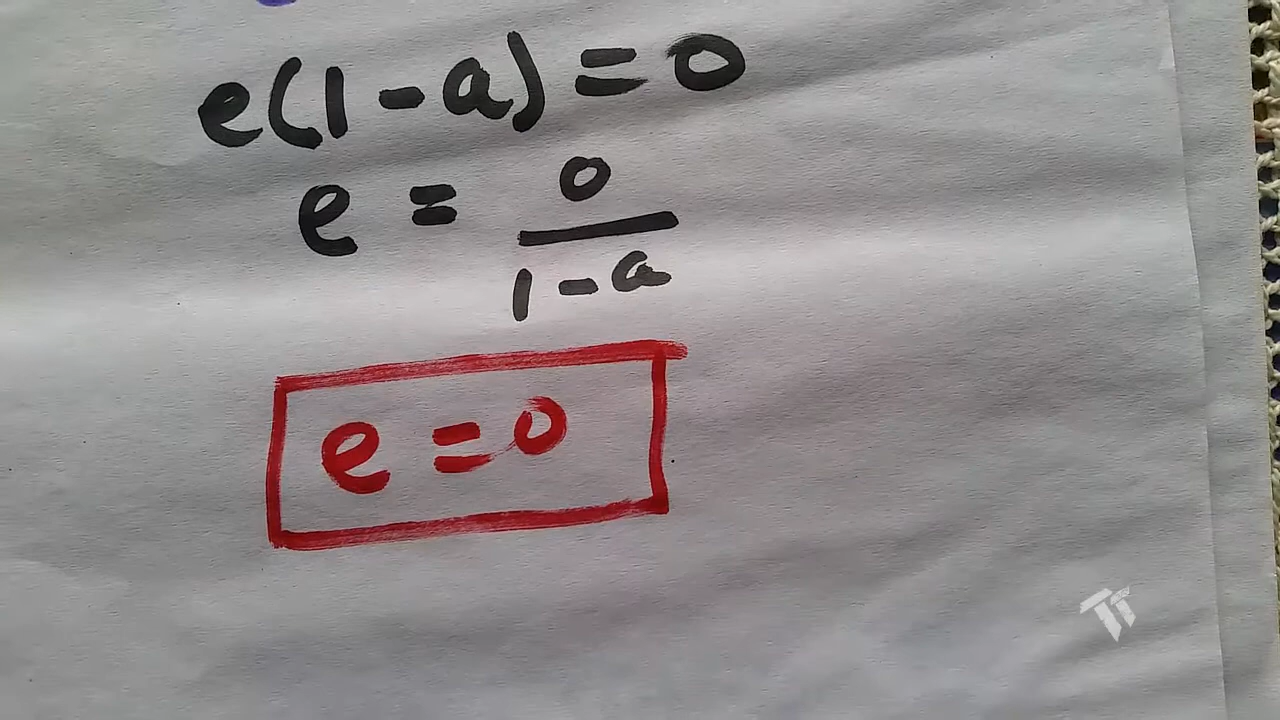 e(1-a)=0
e = 0/1-a
e=0